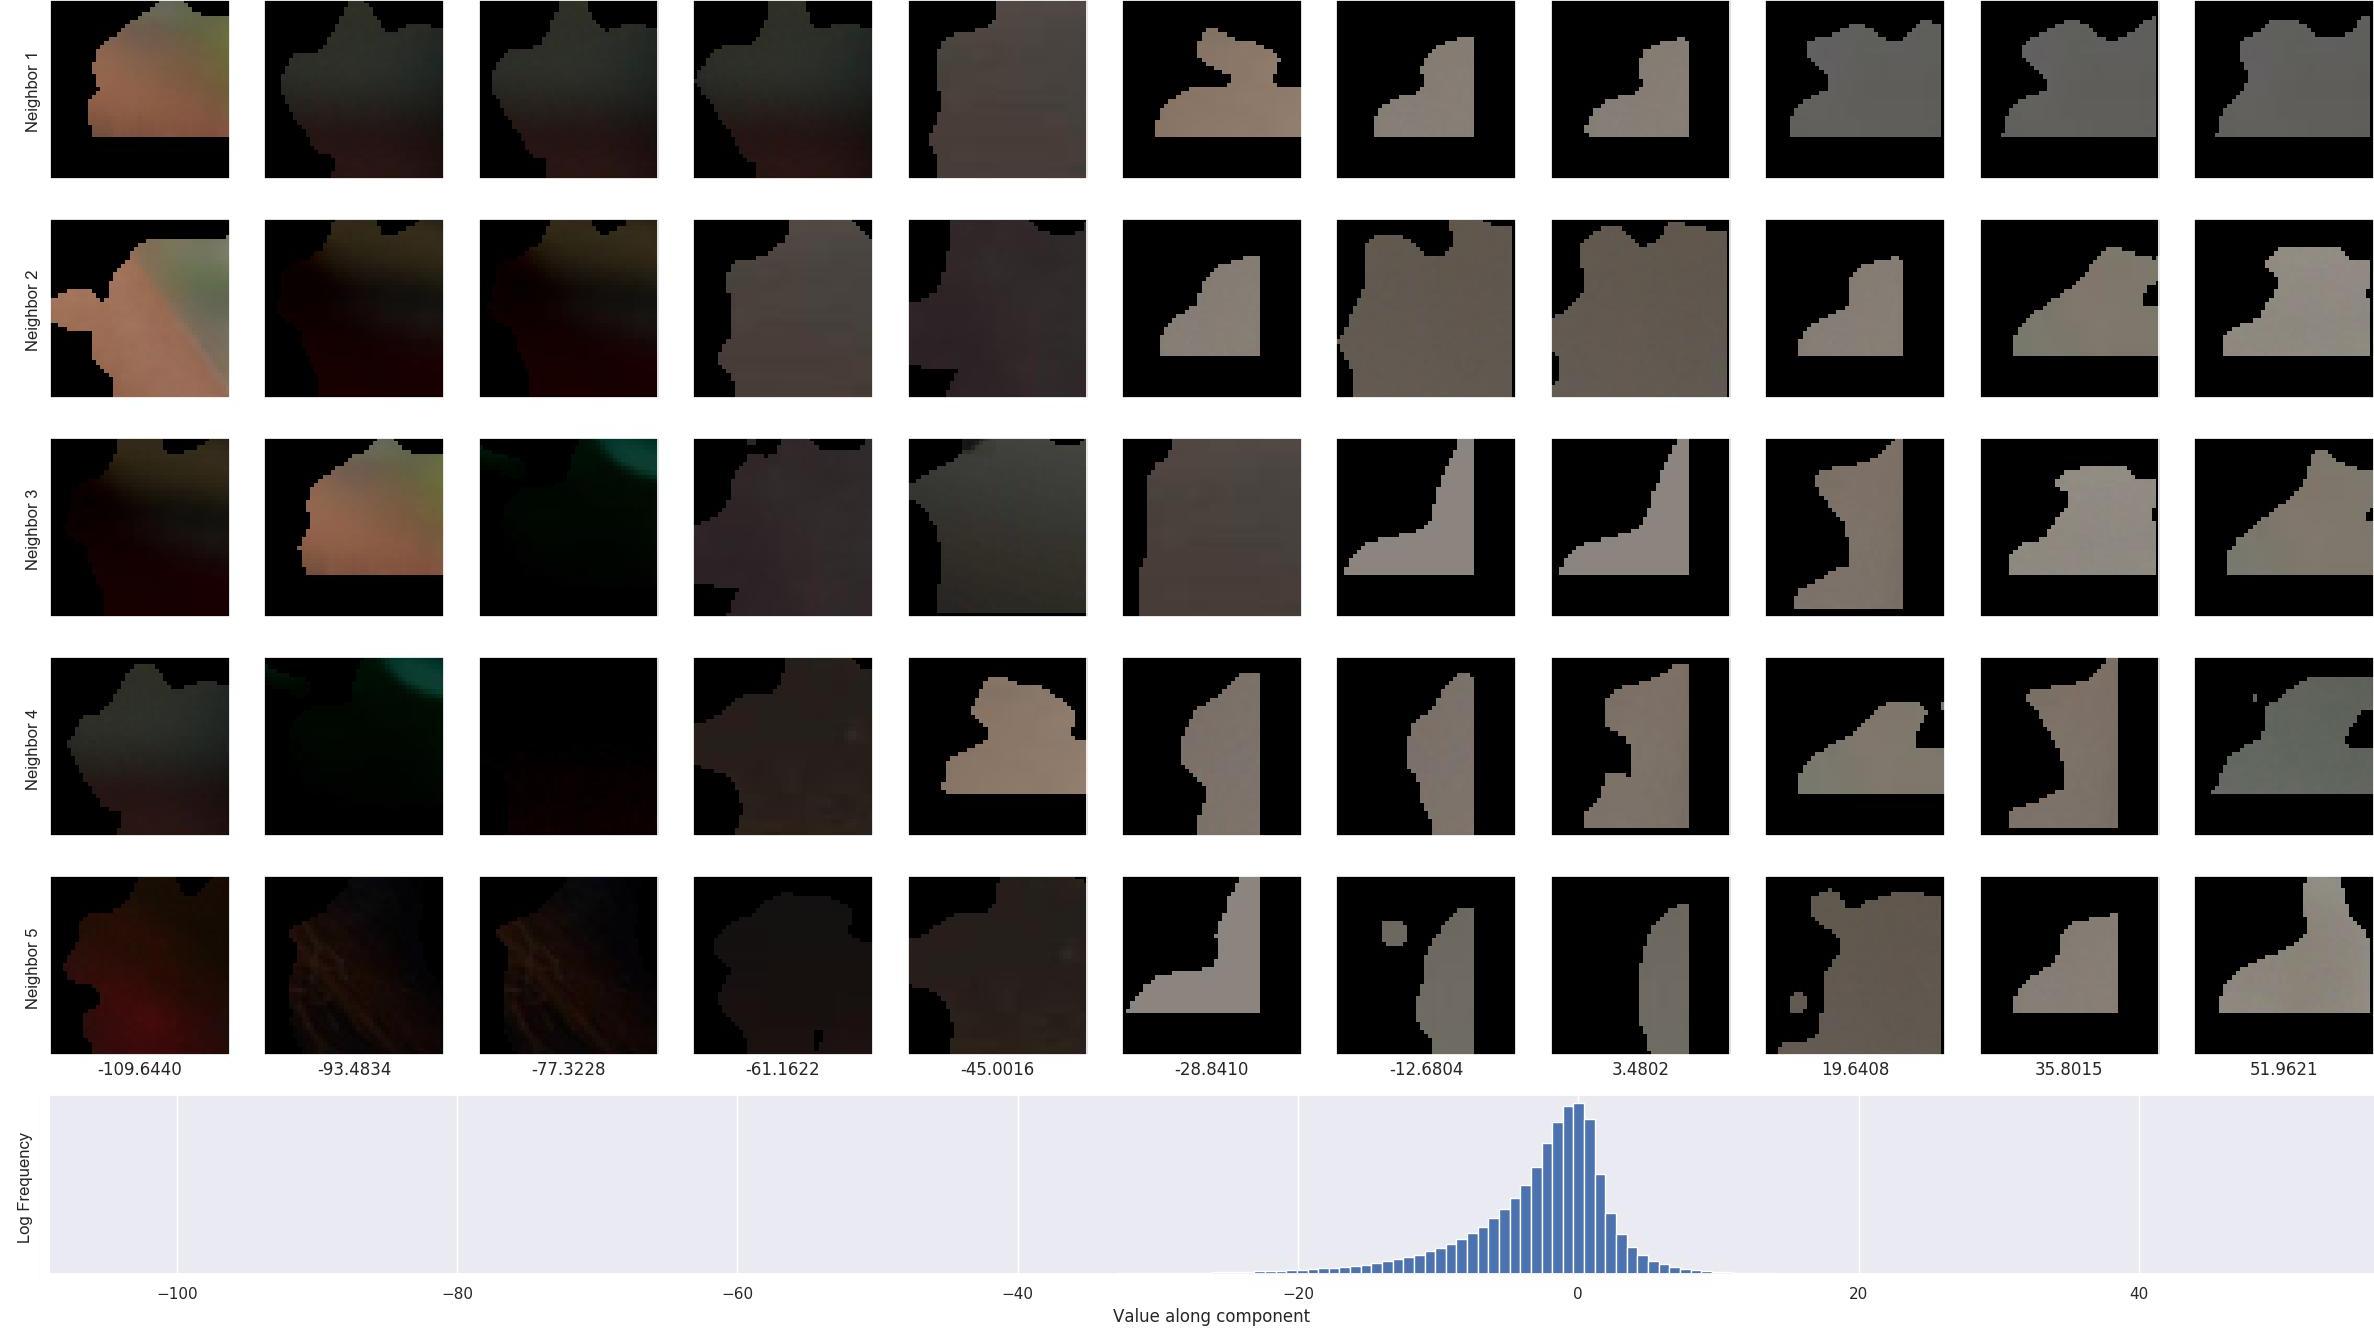 Neighbor 1
Neighbor 2
Neighbor 3
Neighbor 4
Neighbor 5
-109.6440 -93.4834 -77.3228 -61.1622 -45.0016 -28.8410 -12.6804 3.4802 19.6408 35.8015 51.9621
Log Frequency
−100 −80 −60 −40 −20 0 20 40
Value along component